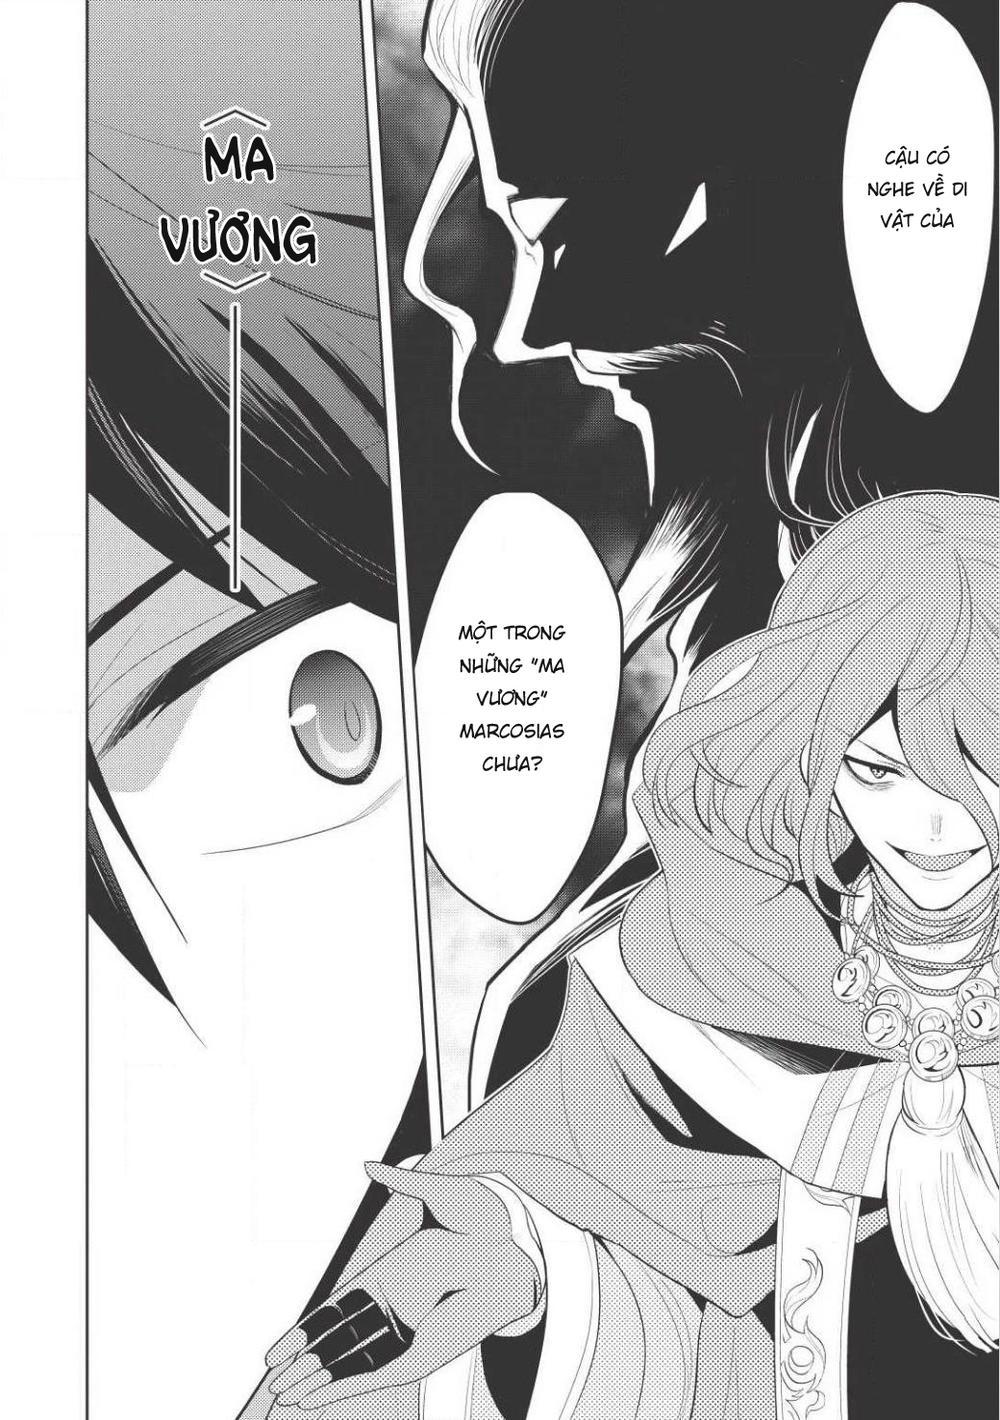 CẬU CÓ
NGHE VỀ DI
VẬT CỦA
MỘT TRONG
NHỮNG "MA
VƯƠNG"
MARCOSIAS
CHƯA?
MA
VƯƠNG